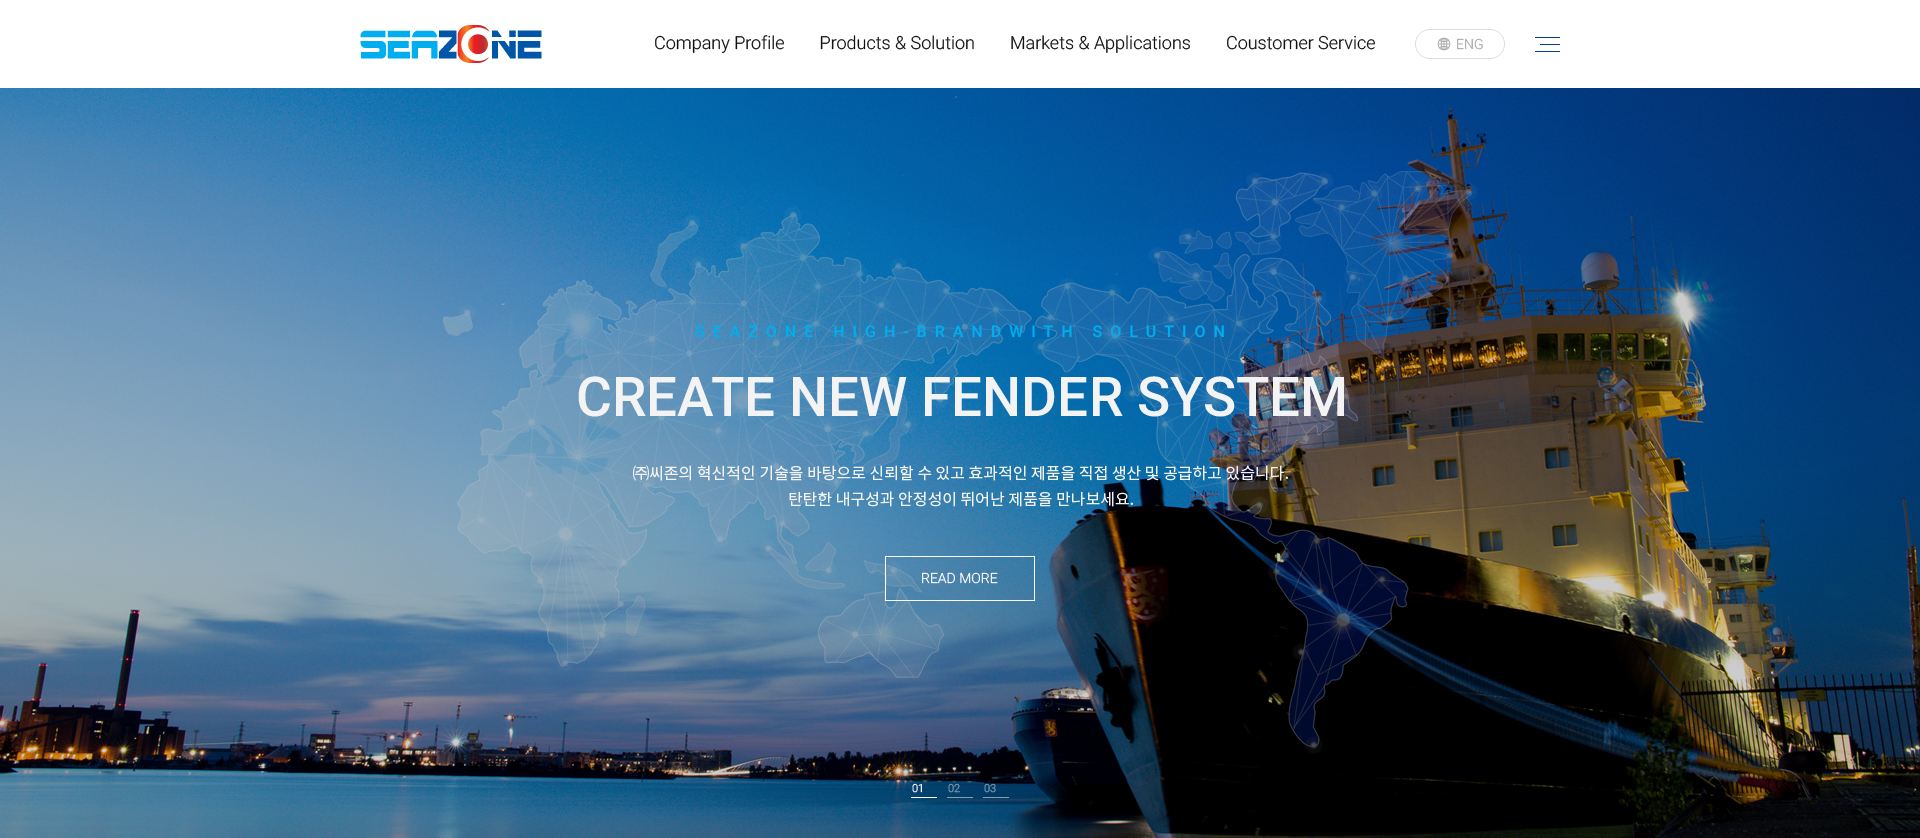 SEAZONE
Company Profile
Products & Solution
Markets & Applications
Coustomer Service
ENG
SEAZONE HIGH-BRANDWITH SOLUTION
CREATE NEW FENDER SYSTEM
㈜씨존의 혁신적인 기술을 바탕으로 신뢰할 수 있고 효과적인 제품을 직접 생산 및 공급하고 있습니다.
탄탄한 내구성과 안정성이 뛰어난 제품을 만나보세요.
READ MORE
01 02 03